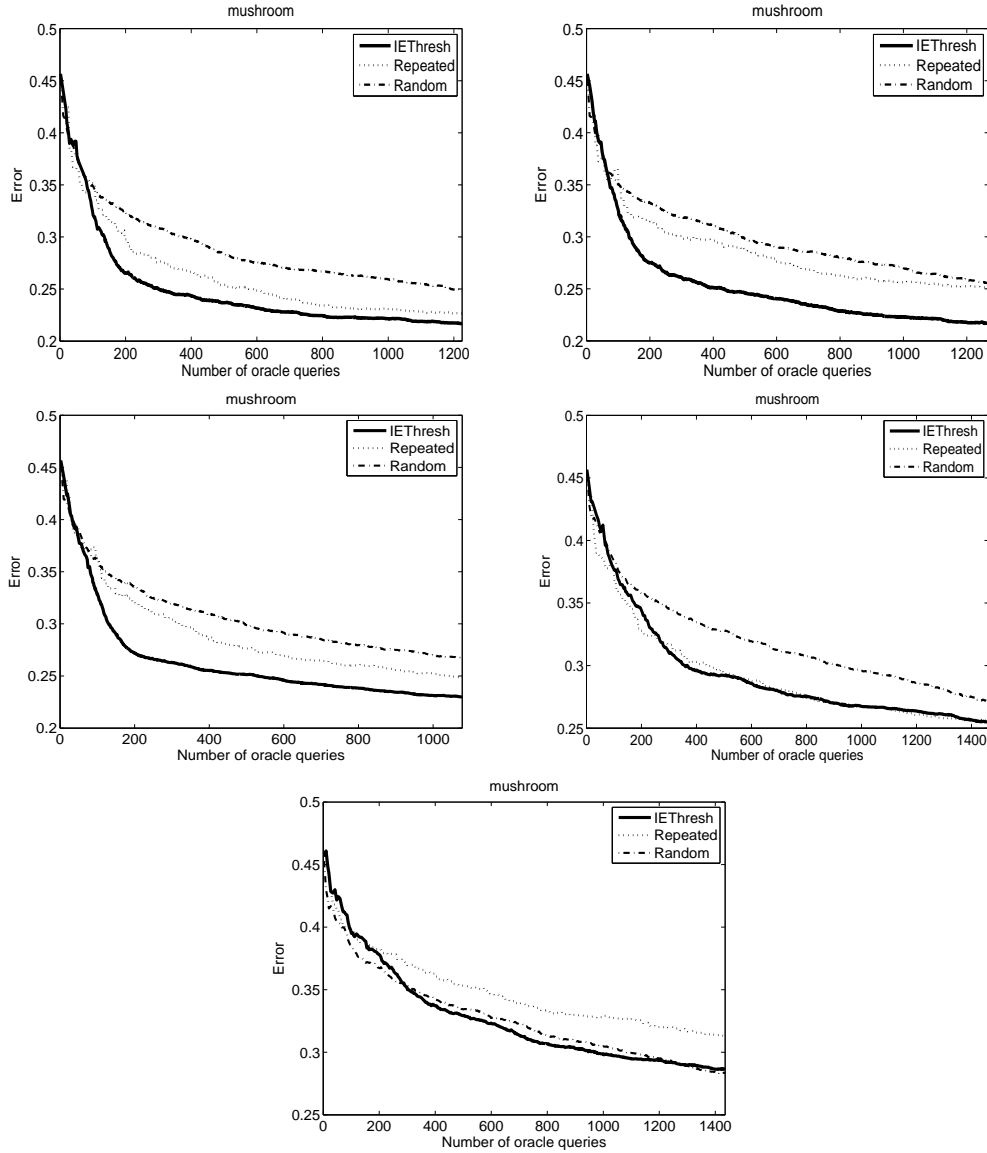 mushroom
0.5
0.45
0.4
0.35
0.3
0.25
0.2
Error
0 200 400 600 800 1000 1200
Number of oracle queries
IEThresh
Repeated
Random
mushroom
0.5
0.45
0.4
0.35
0.3
0.25
0.2
Error
0 200 400 600 800 1000 1200
Number of oracle queries
IEThresh
Repeated
Random
mushroom
0.5
0.45
0.4
0.35
0.3
0.25
0.2
Error
0 200 400 600 800 1000
Number of oracle queries
IEThresh
Repeated
Random
mushroom
0.5
0.45
0.4
0.35
0.3
0.25
Error
0 200 400 600 800 1000 1200 1400
Number of oracle queries
IEThresh
Repeated
Random
mushroom
0.5
0.45
0.4
0.35
0.3
0.25
Error
0 200 400 600 800 1000 1200 1400
Number of oracle queries
IEThresh
Repeated
Random